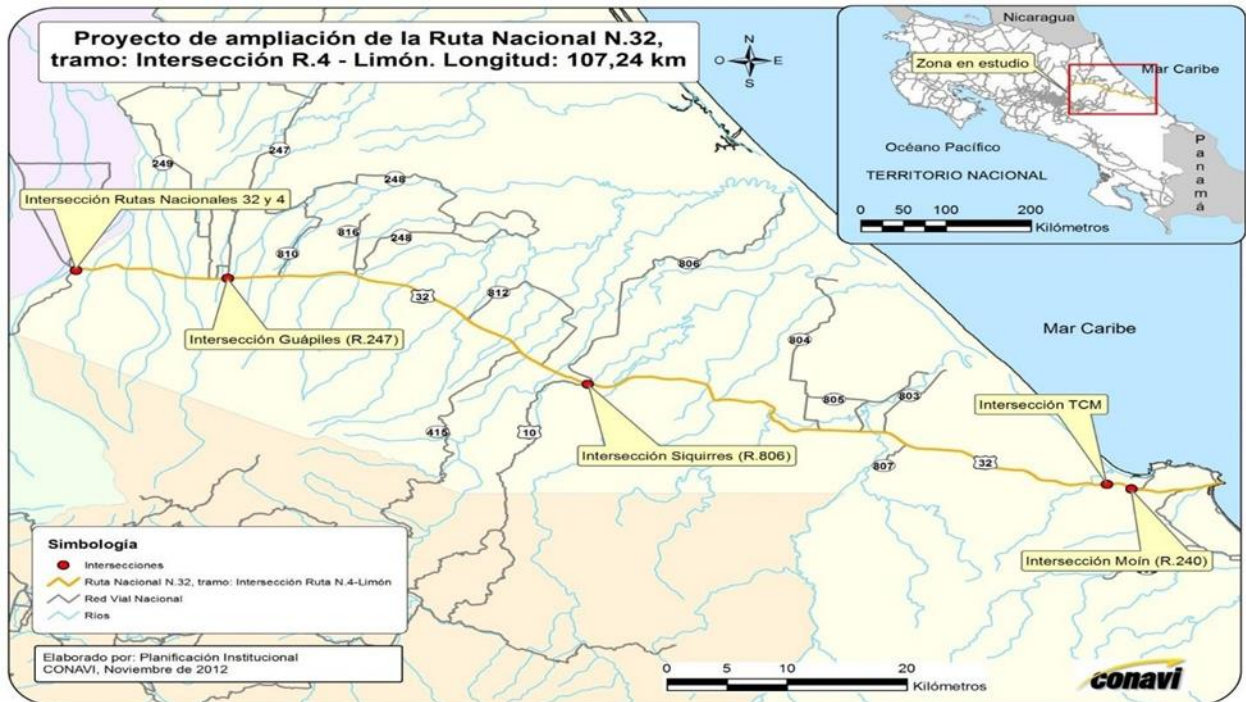 Proyecto de ampliación de la Ruta Nacional N.32,
tramo: Intersección R.4 - Limón. Longitud: 107,24 km
N
O E
S
Nicaragua
Zona en estudio
Mar Caribe
Océano Pacífico
Panamá
TERRITORIO NACIONAL
0 50 100 200
Kilómetros
249
247
248
Intersección Rutas Nacionales 32 y 4
816
248
810
806
32
812
Mar Caribe
Intersección Guápiles (R.247)
804
805
803
Intersección TCM
415
10
Intersección Siquirres (R.806)
807
32
Intersección Moín (R.240)
Simbología
Intersecciones
Ruta Nacional N.32, tramo: Intersección Ruta N.4-Limón
Red Vial Nacional
Ríos
Elaborado por: Planificación Institucional
CONAVI, Noviembre de 2012
0 5 10 20
Kilómetros
conavi